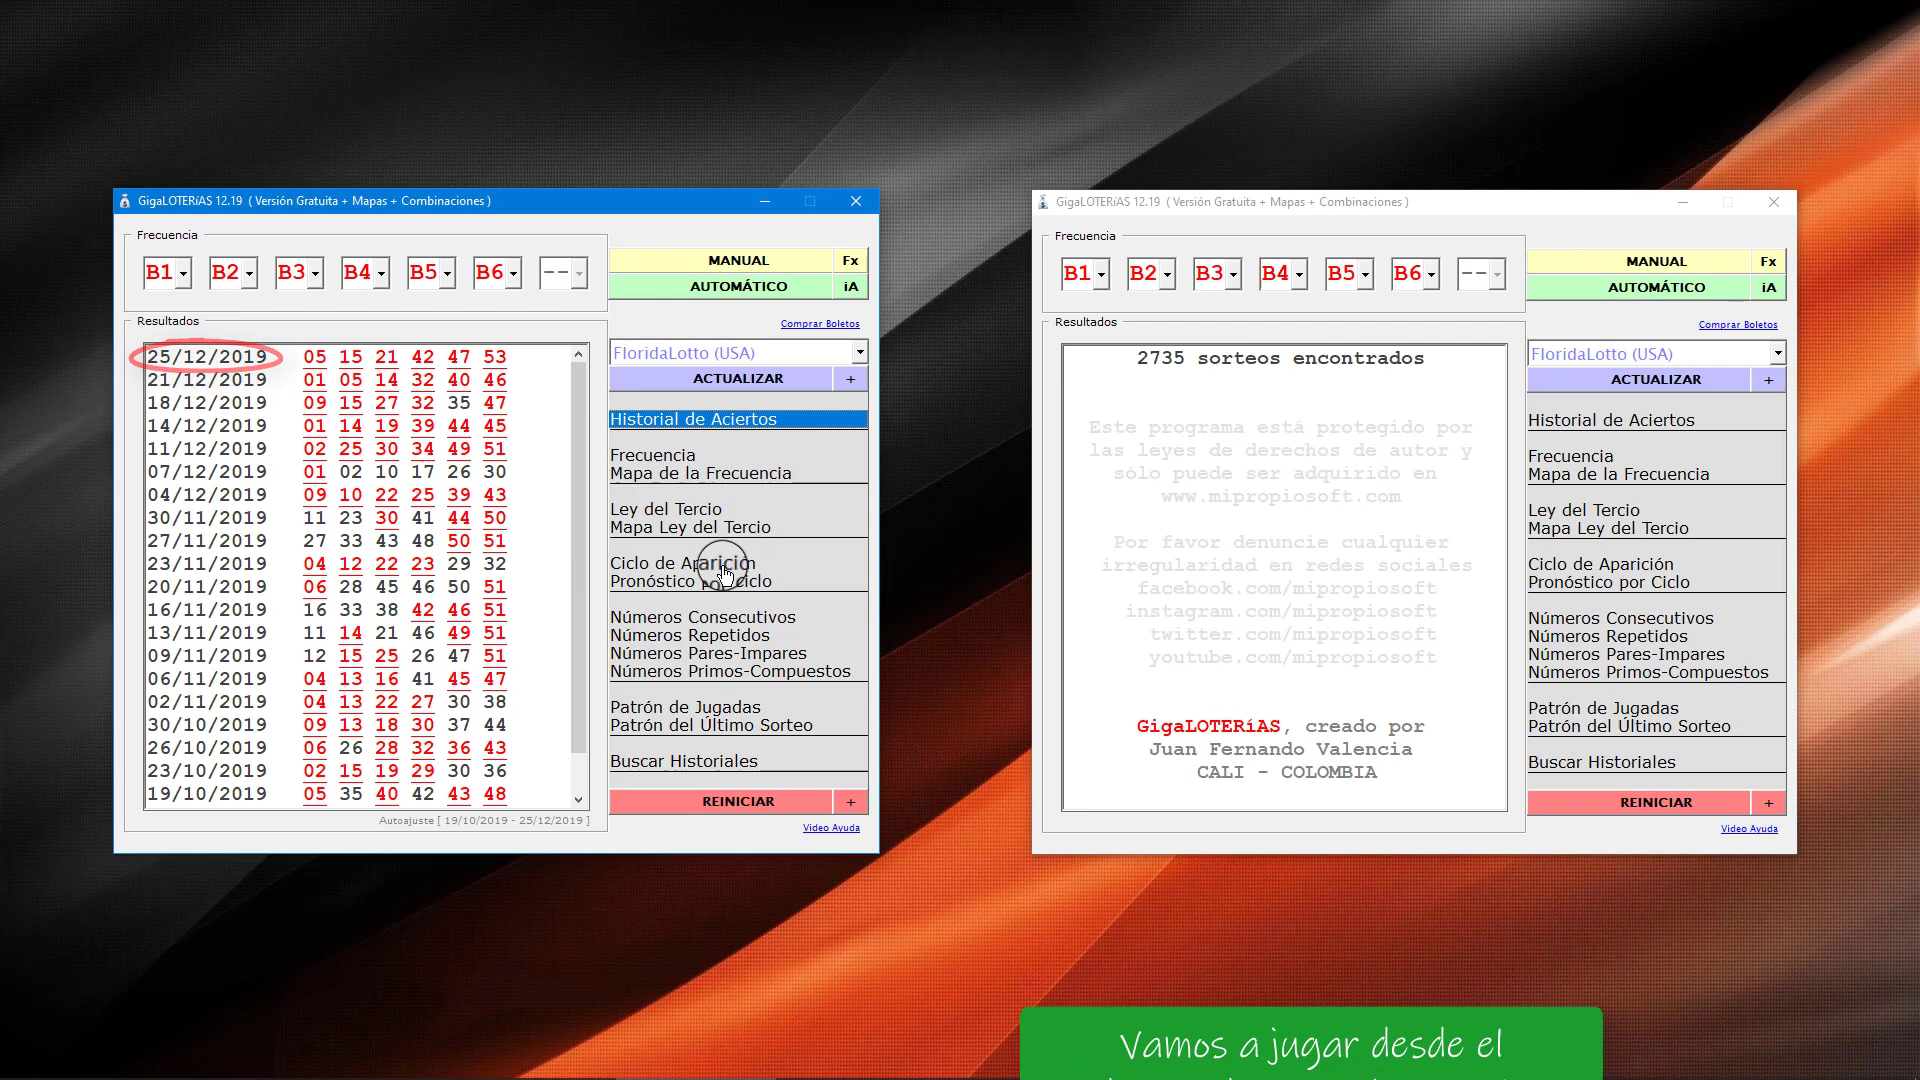 GigaLOTERíAS 12.19 ( Versión Gratuita + Mapas + Combinaciones )
Frecuencia
B1 B2 B3 B4 B5 B6 --
MANUAL Fx
AUTOMÁTICO iA
Comprar Boletos
Resultados
25/12/2019 05 15 21 42 47 53
21/12/2019 01 05 14 32 40 46
18/12/2019 09 15 27 32 35 47
14/12/2019 01 14 19 39 44 45
11/12/2019 02 25 30 34 49 51
07/12/2019 01 02 10 17 26 30
04/12/2019 09 10 22 25 39 43
30/11/2019 11 23 30 41 44 50
27/11/2019 27 33 43 48 50 51
23/11/2019 04 12 22 23 29 32
20/11/2019 06 28 45 46 50 51
16/11/2019 16 33 38 42 46 51
13/11/2019 11 14 21 46 49 51
09/11/2019 12 15 25 26 47 51
06/11/2019 04 13 16 41 45 47
02/11/2019 04 13 22 27 30 38
30/10/2019 09 13 18 30 37 44
26/10/2019 06 26 28 32 36 43
23/10/2019 02 15 19 29 30 36
19/10/2019 05 35 40 42 43 48
Autoajuste [ 19/10/2019 - 25/12/2019 ]
FloridaLotto (USA)
ACTUALIZAR +
Historial de Aciertos
Frecuencia
Mapa de la Frecuencia
Ley del Tercio
Mapa Ley del Tercio
Ciclo de Aparición
Pronóstico por Ciclo
Números Consecutivos
Números Repetidos
Números Pares-Impares
Números Primos-Compuestos
Patrón de Jugadas
Patrón del Último Sorteo
Buscar Historiales
REINICIAR +
Video Ayuda
GigaLOTERíAS 12.19 ( Versión Gratuita + Mapas + Combinaciones )
Frecuencia
B1 B2 B3 B4 B5 B6 --
MANUAL Fx
AUTOMÁTICO iA
Comprar Boletos
Resultados
2735 sorteos encontrados
Este programa está protegido por
las leyes de derechos de autor y
sólo puede ser adquirido en
www.mipropiosoft.com
Por favor denuncie cualquier
irregularidad en redes sociales
facebook.com/mipropiosoft
instagram.com/mipropiosoft
twitter.com/mipropiosoft
youtube.com/mipropiosoft
GigaLOTERíAS, creado por
Juan Fernando Valencia
CALI - COLOMBIA
FloridaLotto (USA)
ACTUALIZAR +
Historial de Aciertos
Frecuencia
Mapa de la Frecuencia
Ley del Tercio
Mapa Ley del Tercio
Ciclo de Aparición
Pronóstico por Ciclo
Números Consecutivos
Números Repetidos
Números Pares-Impares
Números Primos-Compuestos
Patrón de Jugadas
Patrón del Último Sorteo
Buscar Historiales
REINICIAR +
Video Ayuda
Vamos a jugar desde el